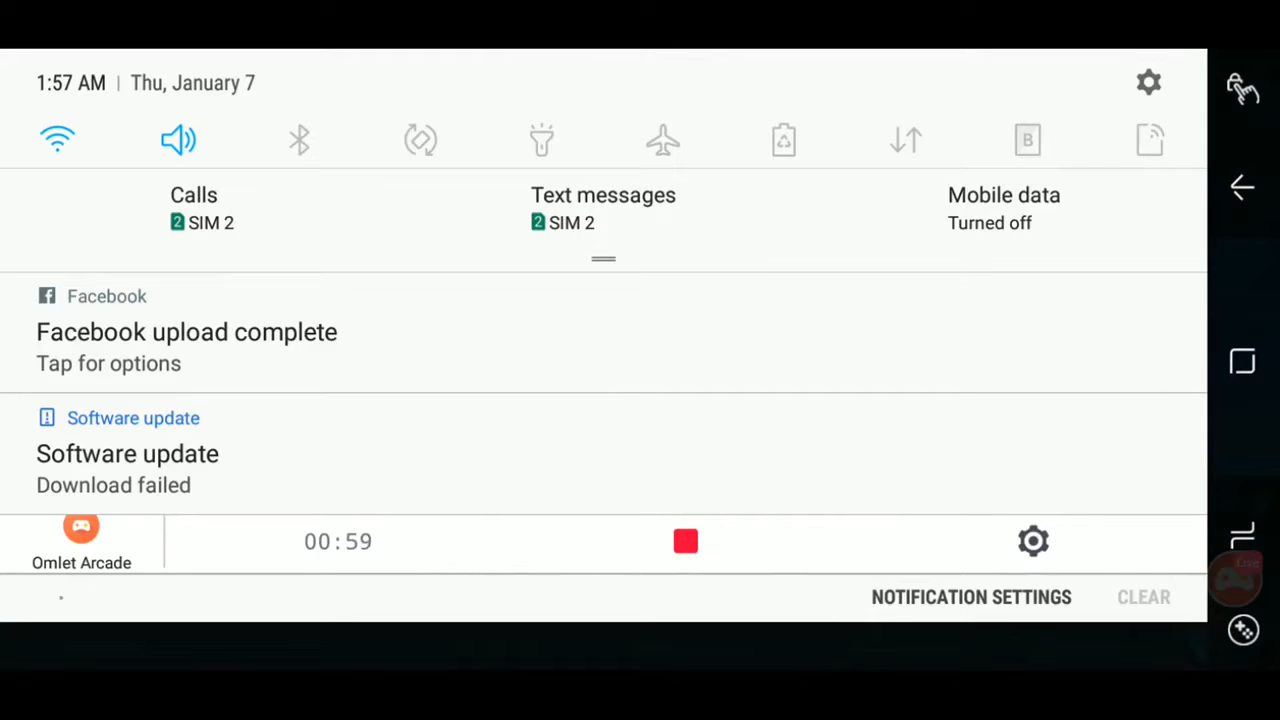 1:57 AM | Thu, January 7
B
Calls
2 SIM 2
Text messages
2 SIM 2
Mobile data
Turned off
Facebook
Facebook upload complete
Tap for options
Software update
Software update
Download failed
Omlet Arcade
00:59
Live
NOTIFICATION SETTINGS
CLEAR